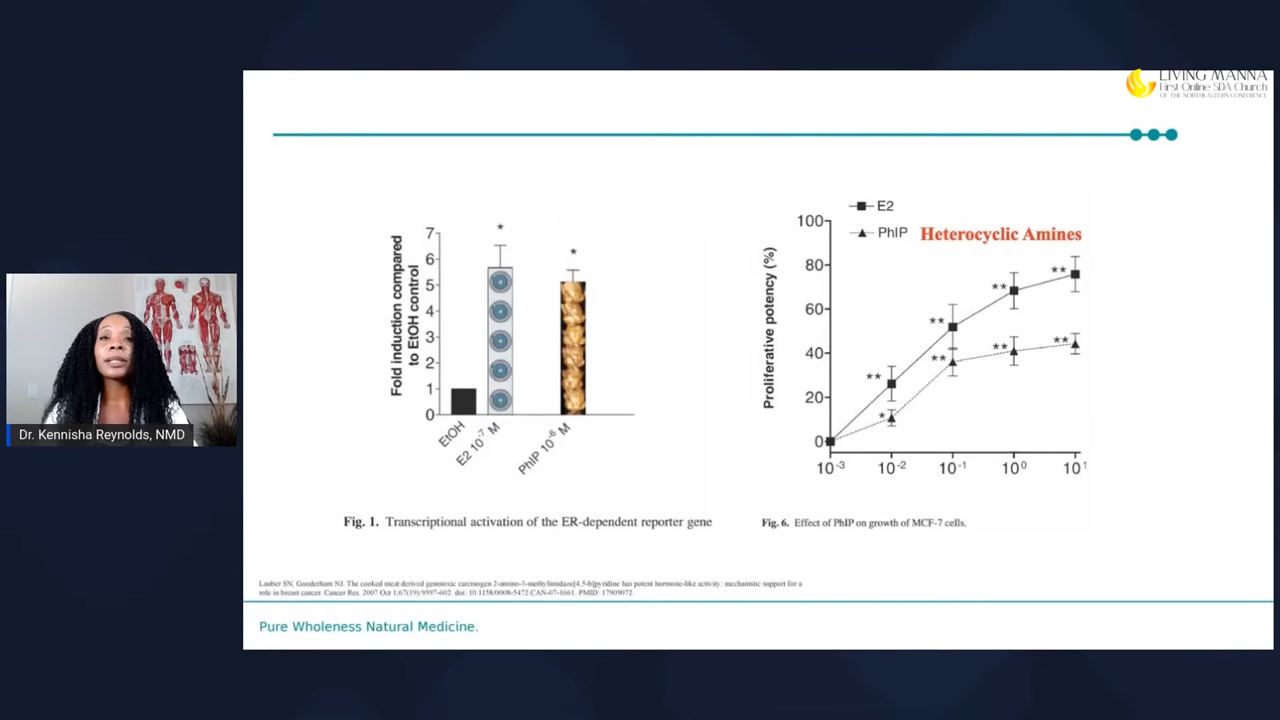 LIVING MANNA
First Online SDA Church
OF THE NORTHEASTERN CONFERENCE
Dr. Kennisha Reynolds, NMD
Fold induction compared
to EtOH control
7
6
5
4
3
2
1
0
*
*
EtOH
E2 10⁻⁷ M
PhIP 10⁻⁶ M
Fig. 1. Transcriptional activation of the ER-dependent reporter gene
E2
PhIP
Heterocyclic Amines
Proliferative potency (%)
100
80
60
40
20
0
**
**
**
**
*
**
**
**
10⁻³ 10⁻² 10⁻¹ 10⁰ 10¹
Fig. 6. Effect of PhIP on growth of MCF-7 cells.
Lauber SN, Gooderham NJ. The cooked meat derived genotoxic carcinogen 2-amino-3-methylimidazo[4,5-b]pyridine has potent hormone-like activity: mechanistic support for a
role in breast cancer. Cancer Res. 2007 Oct 1;67(19):9597-602. doi: 10.1158/0008-5472.CAN-07-1661. PMID: 17909072.
Pure Wholeness Natural Medicine.